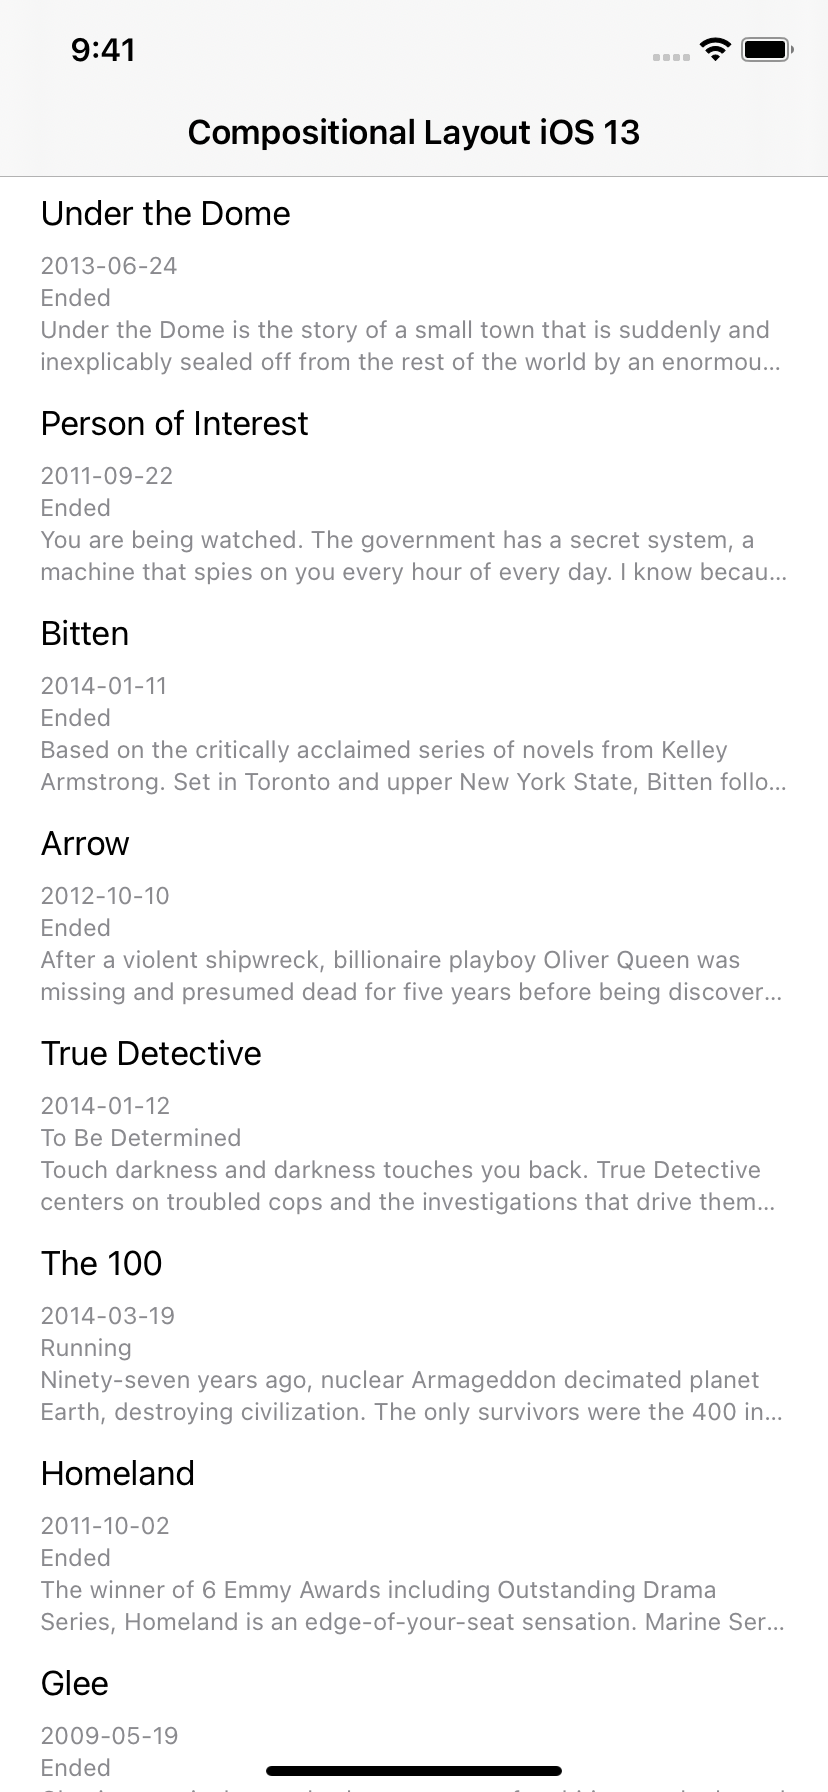 9:41
Compositional Layout iOS 13
Under the Dome
2013-06-24
Ended
Under the Dome is the story of a small town that is suddenly and
inexplicably sealed off from the rest of the world by an enormou...
Person of Interest
2011-09-22
Ended
You are being watched. The government has a secret system, a
machine that spies on you every hour of every day. I know becau...
Bitten
2014-01-11
Ended
Based on the critically acclaimed series of novels from Kelley
Armstrong. Set in Toronto and upper New York State, Bitten follo...
Arrow
2012-10-10
Ended
After a violent shipwreck, billionaire playboy Oliver Queen was
missing and presumed dead for five years before being discover...
True Detective
2014-01-12
To Be Determined
Touch darkness and darkness touches you back. True Detective
centers on troubled cops and the investigations that drive them...
The 100
2014-03-19
Running
Ninety-seven years ago, nuclear Armageddon decimated planet
Earth, destroying civilization. The only survivors were the 400 in...
Homeland
2011-10-02
Ended
The winner of 6 Emmy Awards including Outstanding Drama
Series, Homeland is an edge-of-your-seat sensation. Marine Ser...
Glee
2009-05-19
Ended